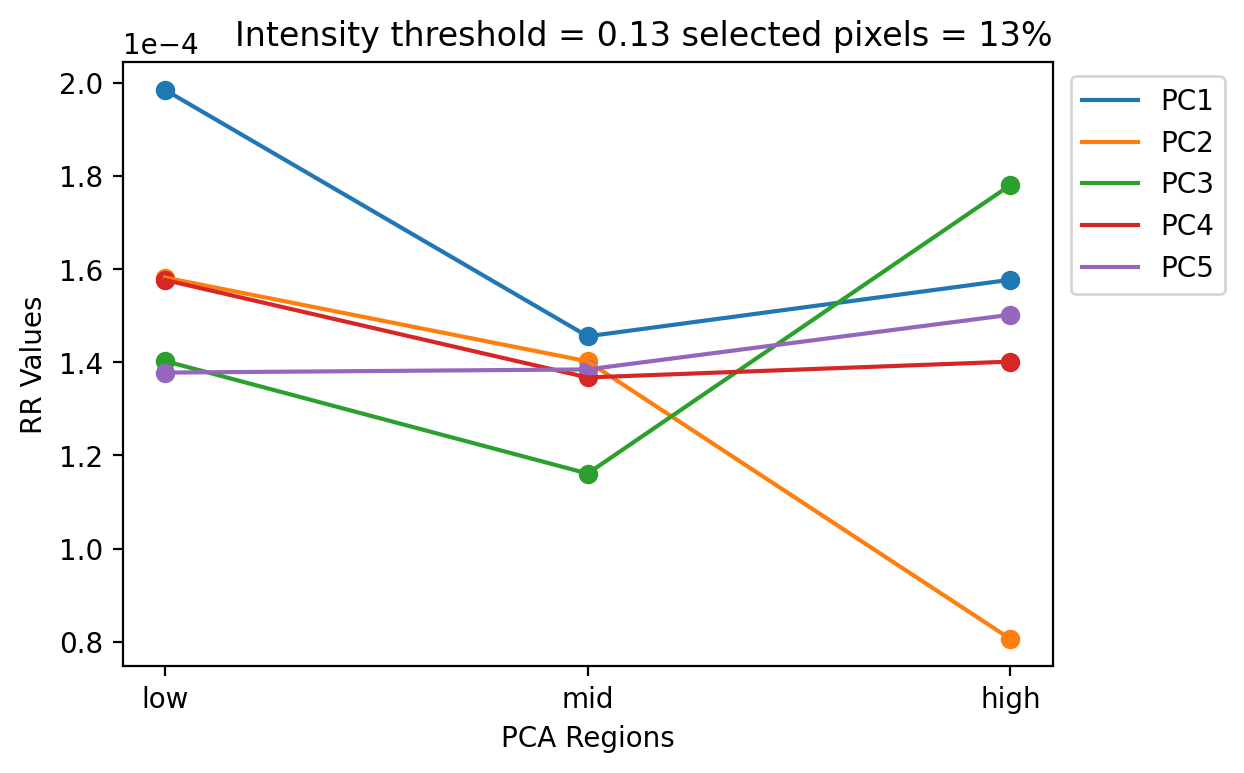 Intensity threshold = 0.13 selected pixels = 13%
1e−4
2.0
1.8
1.6
1.4
1.2
1.0
0.8
RR Values
low
mid
high
PCA Regions
PC1
PC2
PC3
PC4
PC5